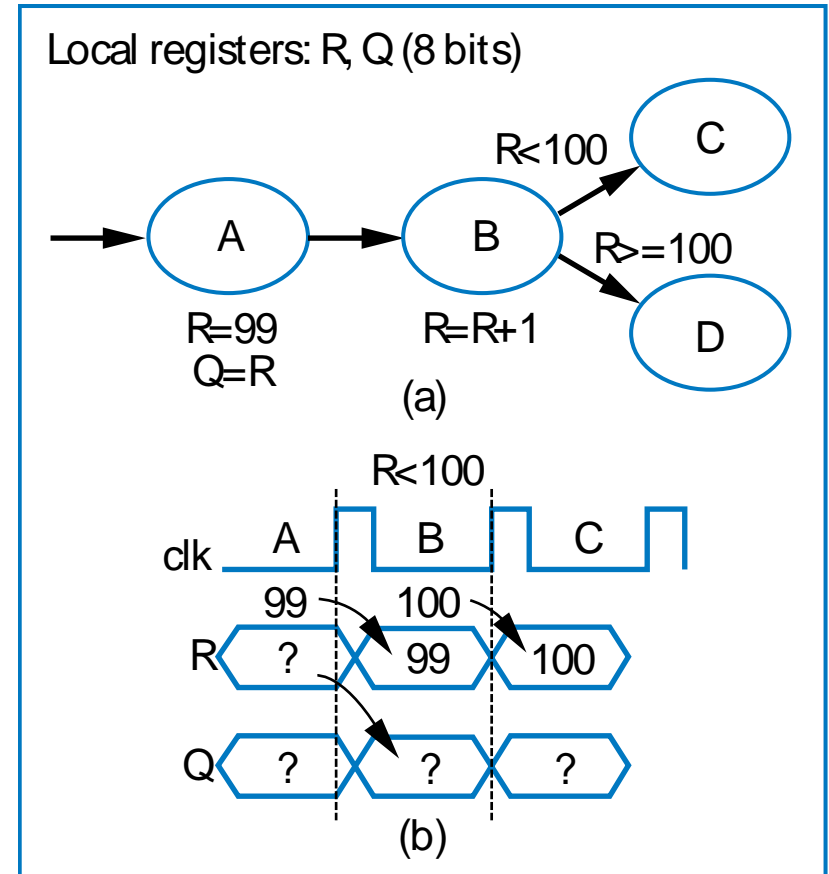 Local registers: R, Q (8 bits)
R<100
C
A
B
R>=100
R=99
Q=R
R=R+1
D
(a)
R<100
clk
A
B
C
99
100
R
?
99
100
Q
?
?
?
(b)